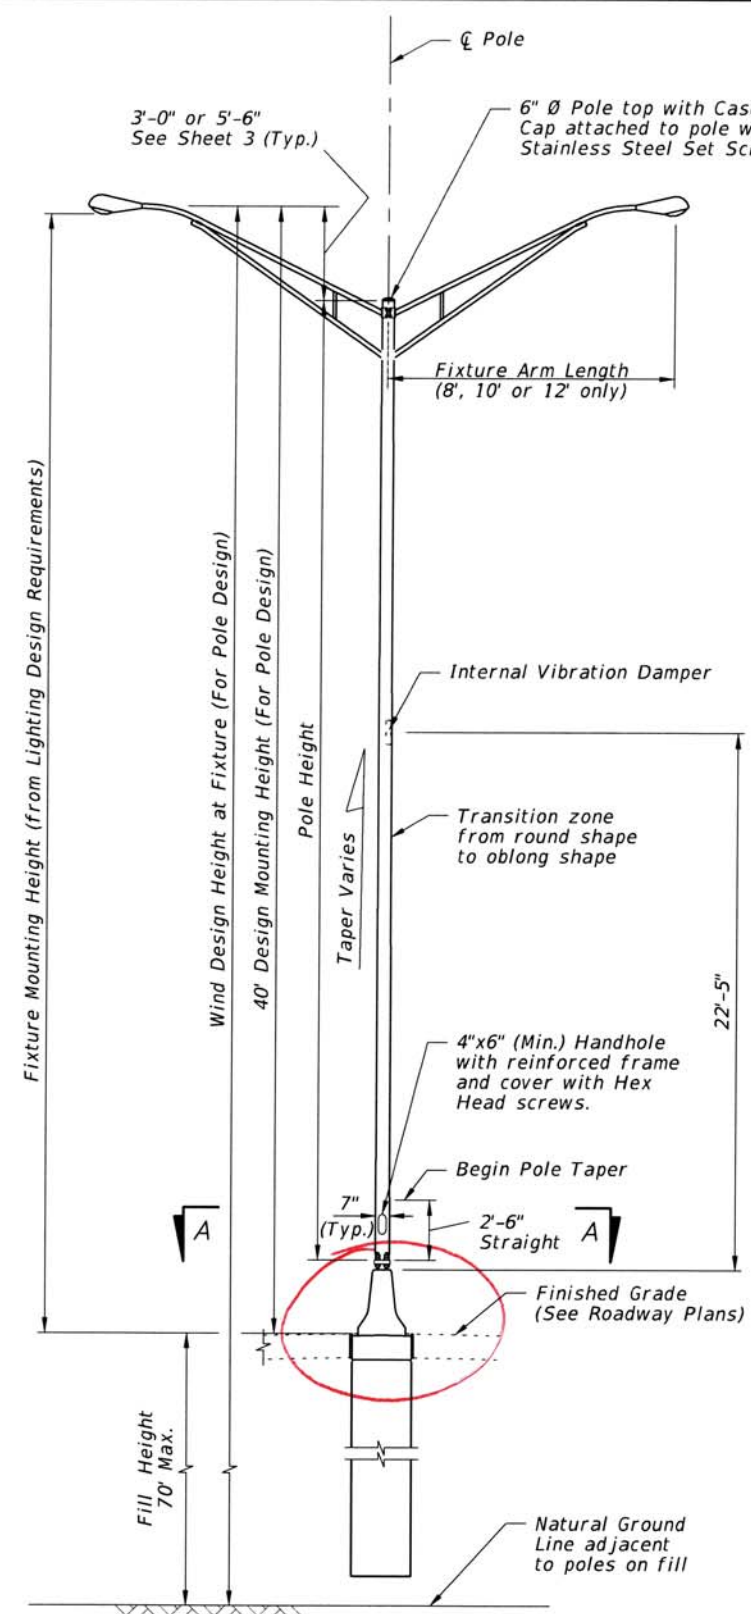 ℄ Pole
3'-0" or 5'-6"
See Sheet 3 (Typ.)
6" Ø Pole top with
Cap attached to pole
Stainless Steel Set
Fixture Arm Length
(8', 10' or 12' only)
Fixture Mounting Height (from Lighting Design Requirements)
Wind Design Height at Fixture (For Pole Design)
40' Design Mounting Height (For Pole Design)
Pole Height
Internal Vibration Damper
Taper Varies
Transition zone
from round shape
to oblong shape
22'-5"
4"x6" (Min.) Handhole
with reinforced frame
and cover with Hex
Head screws.
Begin Pole Taper
7"
(Typ.)
2'-6"
Straight
A
A
Finished Grade
(See Roadway Plans)
Fill Height
70' Max.
Natural Ground
Line adjacent
to poles on fill